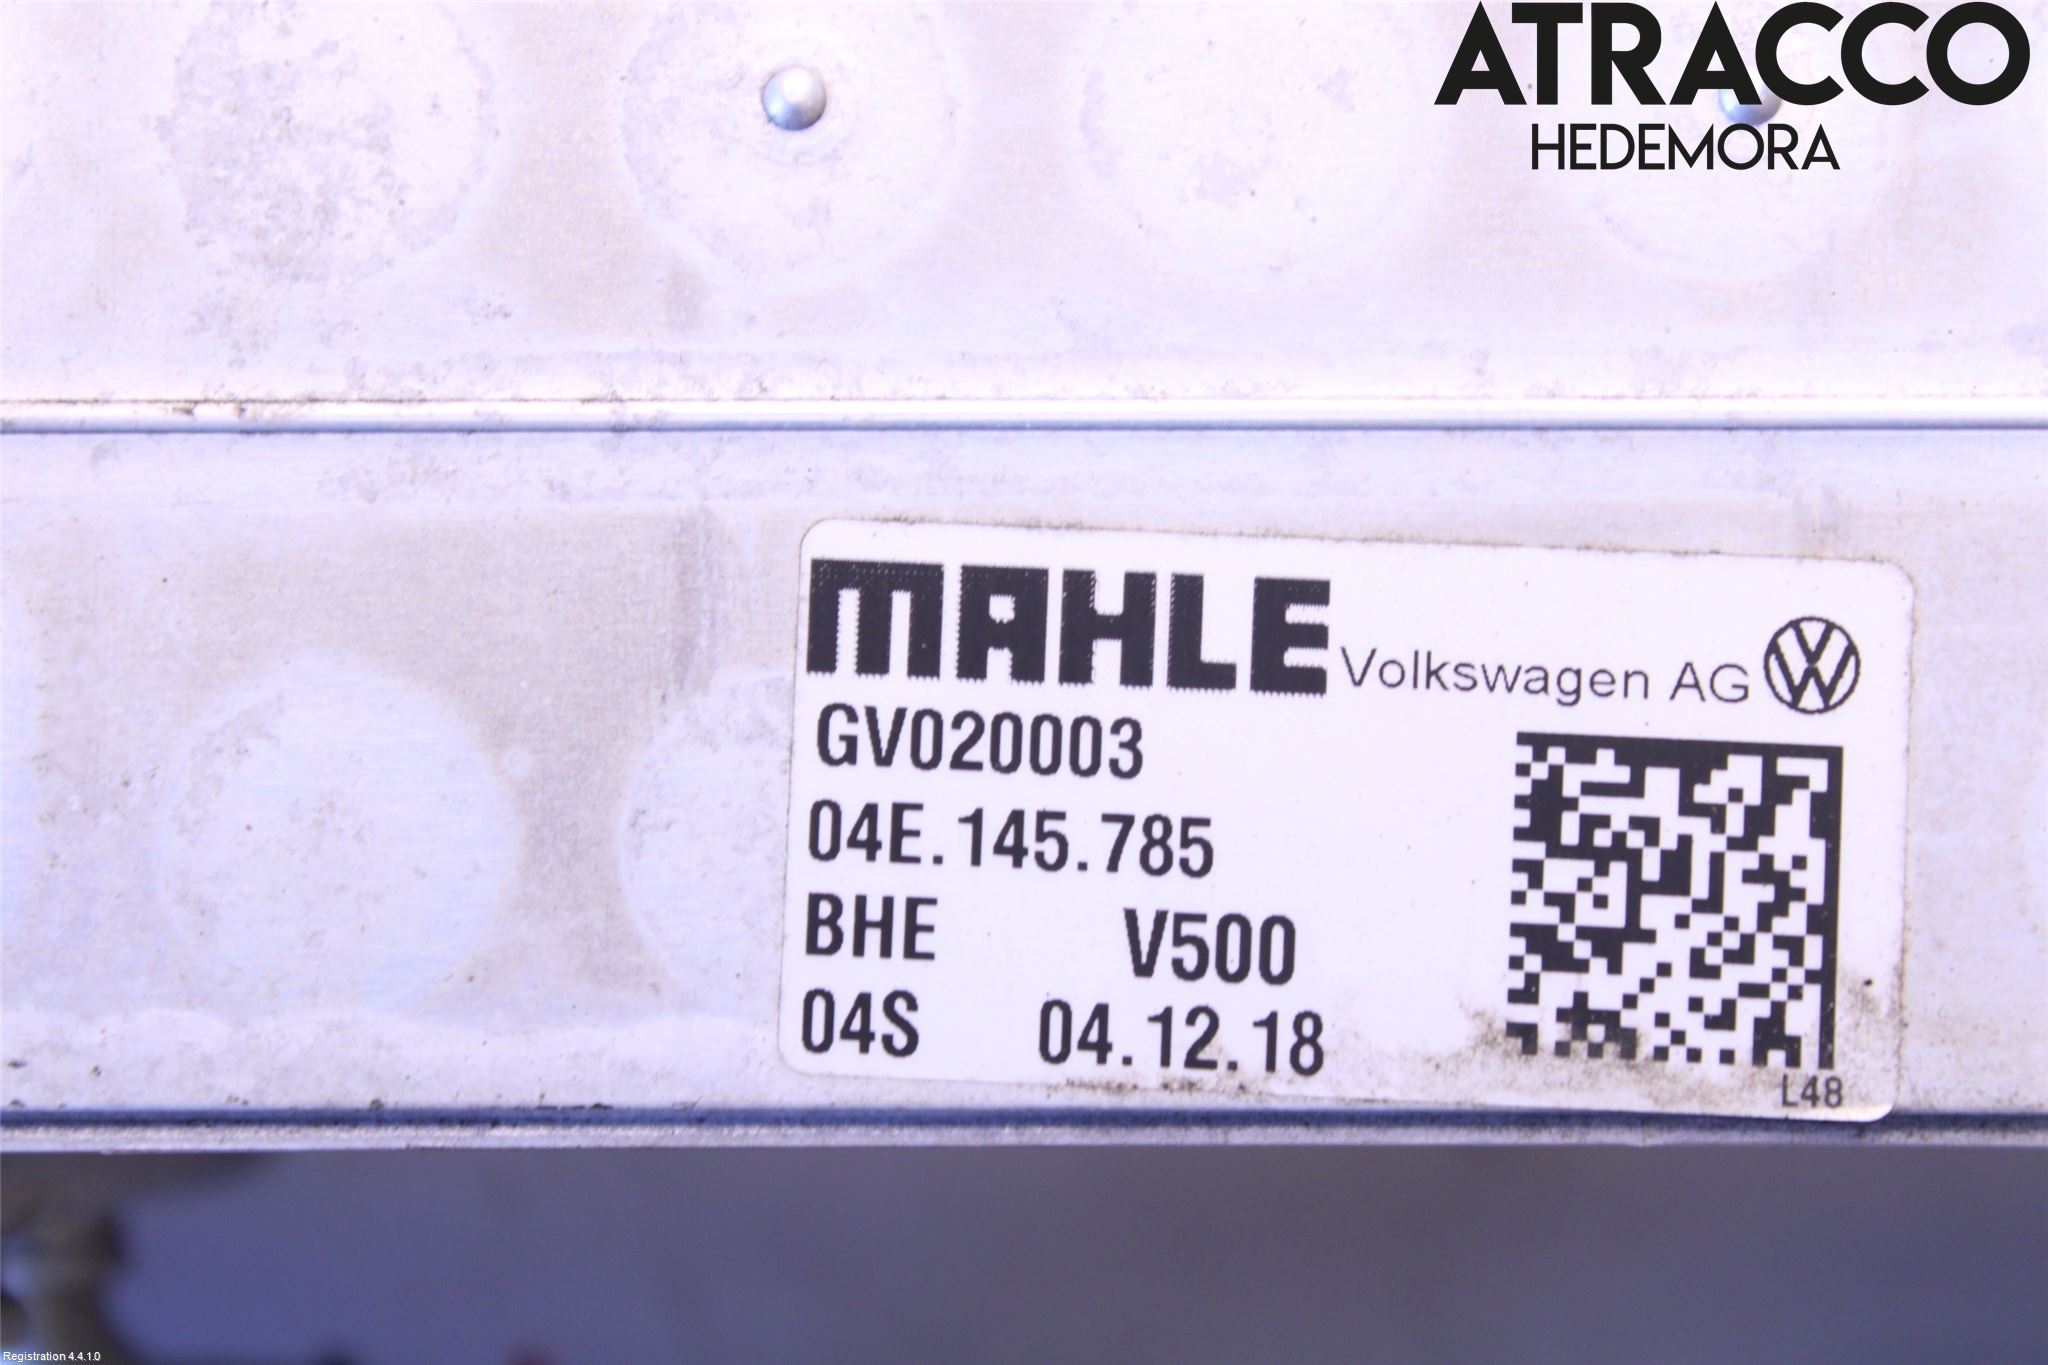 ATRACCO
HEDEMORA
MAHLE Volkswagen AG
GV020003
04E.145.785
BHE V500
04S 04.12.18
L48
Registration 4.4.1.0